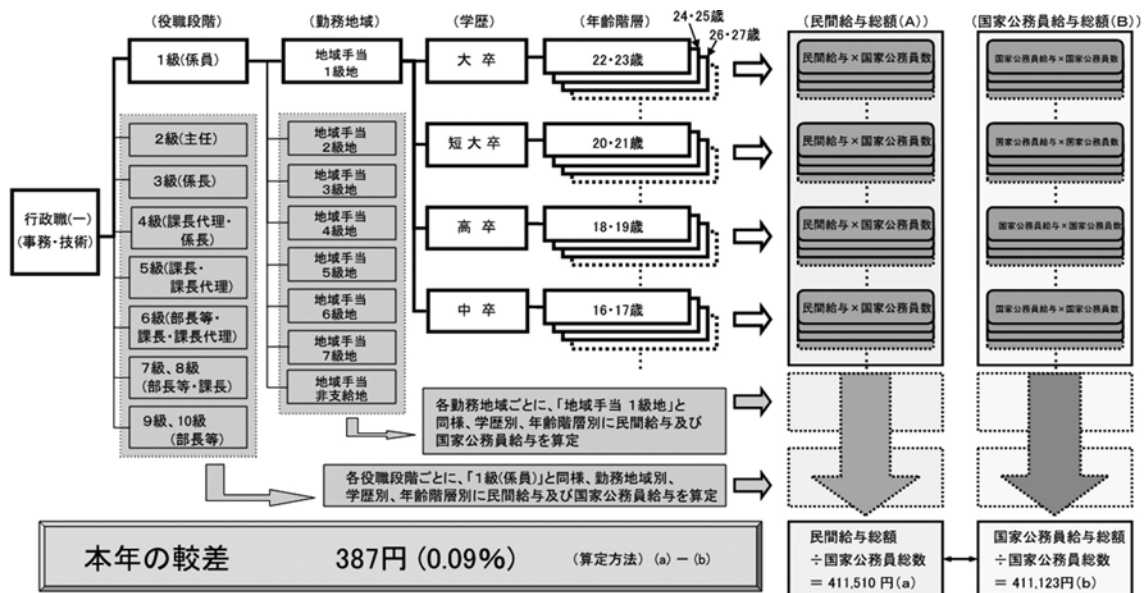 (役職段階)
(勤務地域)
(学歴)
(年齢階層)
24・25歳
26・27歳
(民間給与総額(A))
(国家公務員給与総額(B))
行政職(一)
(事務・技術)
1級(係員)
2級(主任)
3級(係長)
4級(課長代理・
係長)
5級(課長・
課長代理)
6級(部長等・
課長・課長代理)
7級、8級
(部長等・課長)
9級、10級
(部長等)
地域手当
1級地
地域手当
2級地
地域手当
3級地
地域手当
4級地
地域手当
5級地
地域手当
6級地
地域手当
7級地
地域手当
非支給地
大 卒
22・23歳
民間給与×国家公務員数
国家公務員給与×国家公務員数
短 大 卒
20・21歳
民間給与×国家公務員数
国家公務員給与×国家公務員数
高 卒
18・19歳
民間給与×国家公務員数
国家公務員給与×国家公務員数
中 卒
16・17歳
民間給与×国家公務員数
国家公務員給与×国家公務員数
各勤務地域ごとに、「地域手当 1級地」と
同様、学歴別、年齢階層別に民間給与及び
国家公務員給与を算定
各役職段階ごとに、「1級(係員)」と同様、勤務地域別、
学歴別、年齢階層別に民間給与及び国家公務員給与を算定
本年の較差 387円 (0.09%) (算定方法) (a) － (b)
民間給与総額
÷国家公務員総数
＝ 411,510 円(a)
国家公務員給与総額
÷国家公務員総数
＝ 411,123円(b)